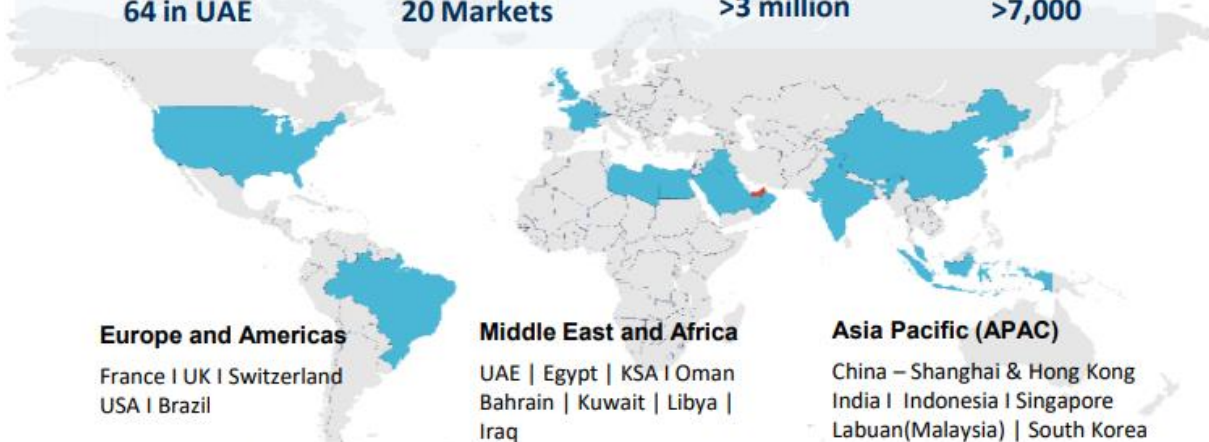 64 in UAE 20 Markets >3 million >7,000
Europe and Americas
France I UK I Switzerland
USA I Brazil
Middle East and Africa
UAE | Egypt | KSA I Oman
Bahrain | Kuwait | Libya |
Iraq
Asia Pacific (APAC)
China – Shanghai & Hong Kong
India I Indonesia I Singapore
Labuan(Malaysia) | South Korea